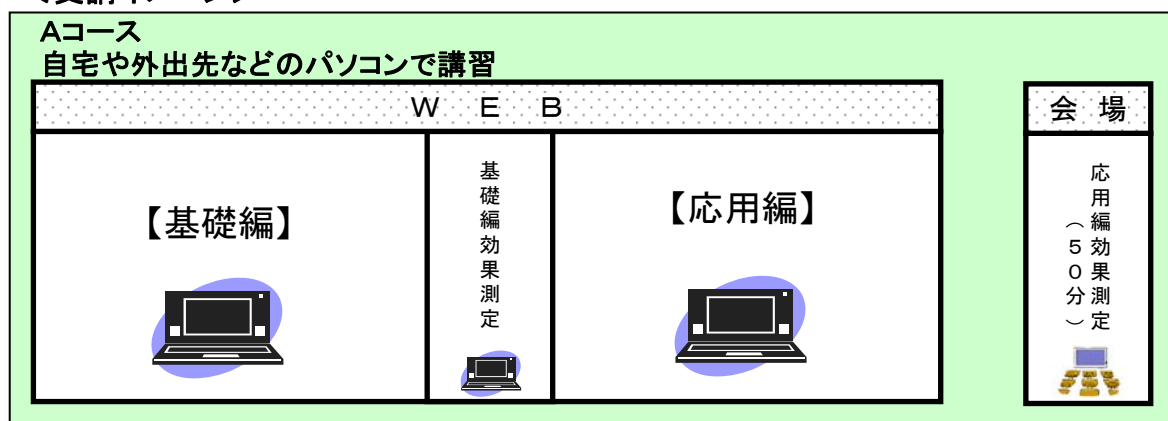 Aコース
自宅や外出先などのパソコンで講習
WEB
会場
【基礎編】
基礎編効果測定
【応用編】
応用編効果測定
（50分）